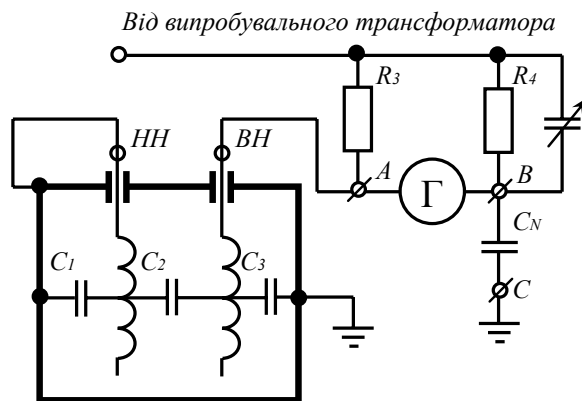 Від випробувального трансформатора
R3 R4
НН ВН
A Г B
CN
C1 C2 C3 C